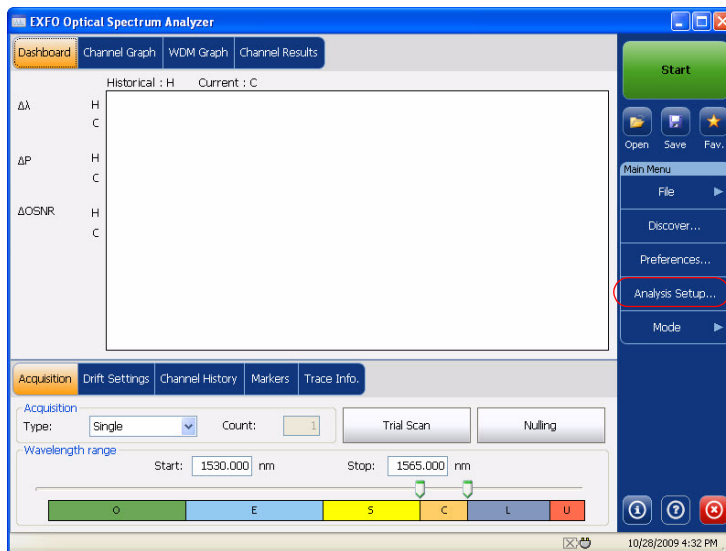 EXFO Optical Spectrum Analyzer
Dashboard Channel Graph WDM Graph Channel Results
Historical : H Current : C
Δλ H
C
ΔP H
C
ΔOSNR H
C
Start
Open Save Fav.
Main Menu
File
Discover...
Preferences...
Analysis Setup...
Mode
Acquisition Drift Settings Channel History Markers Trace Info.
Acquisition
Type: Single Count: 1 Trial Scan Nulling
Wavelength range
Start: 1530.000 nm Stop: 1565.000 nm
O E S C L U
10/28/2009 4:32 PM